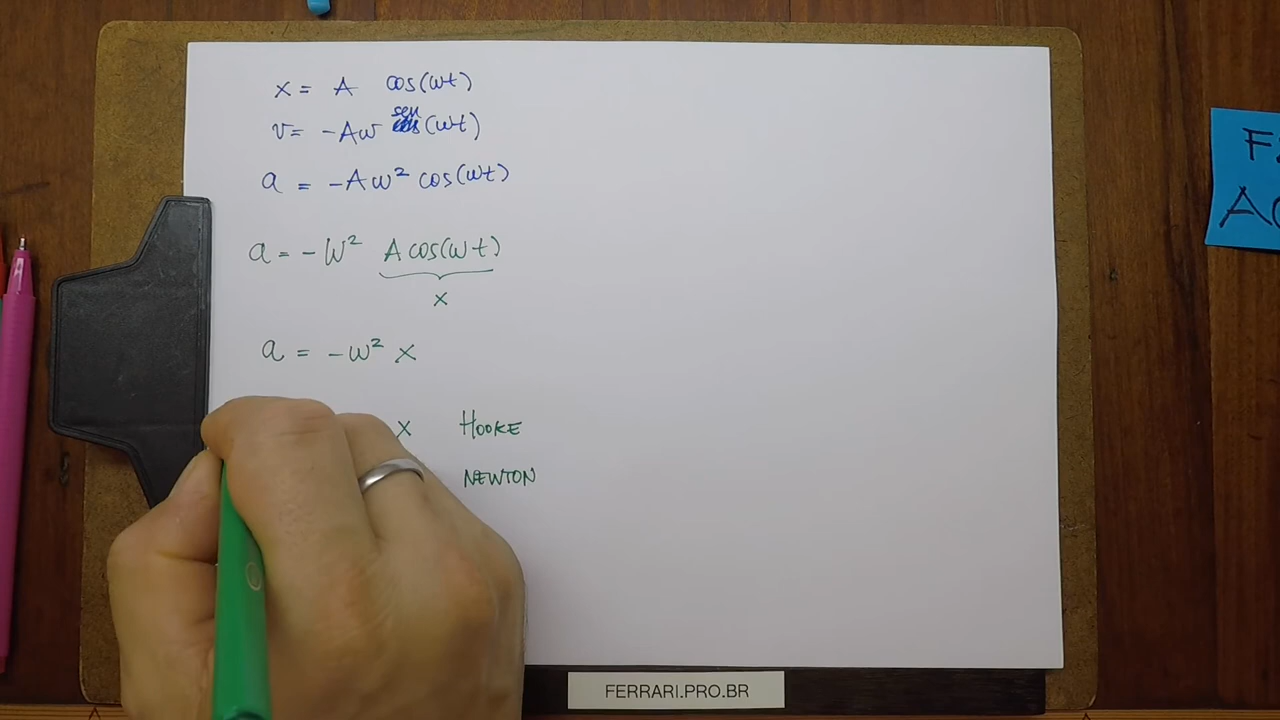 x = A cos(ωt)
v = -Aω sen(ωt)
a = -Aω² cos(ωt)
a = -ω² A cos(ωt)
x
a = -ω² x
x HOOKE
NEWTON
FERRARI.PRO.BR